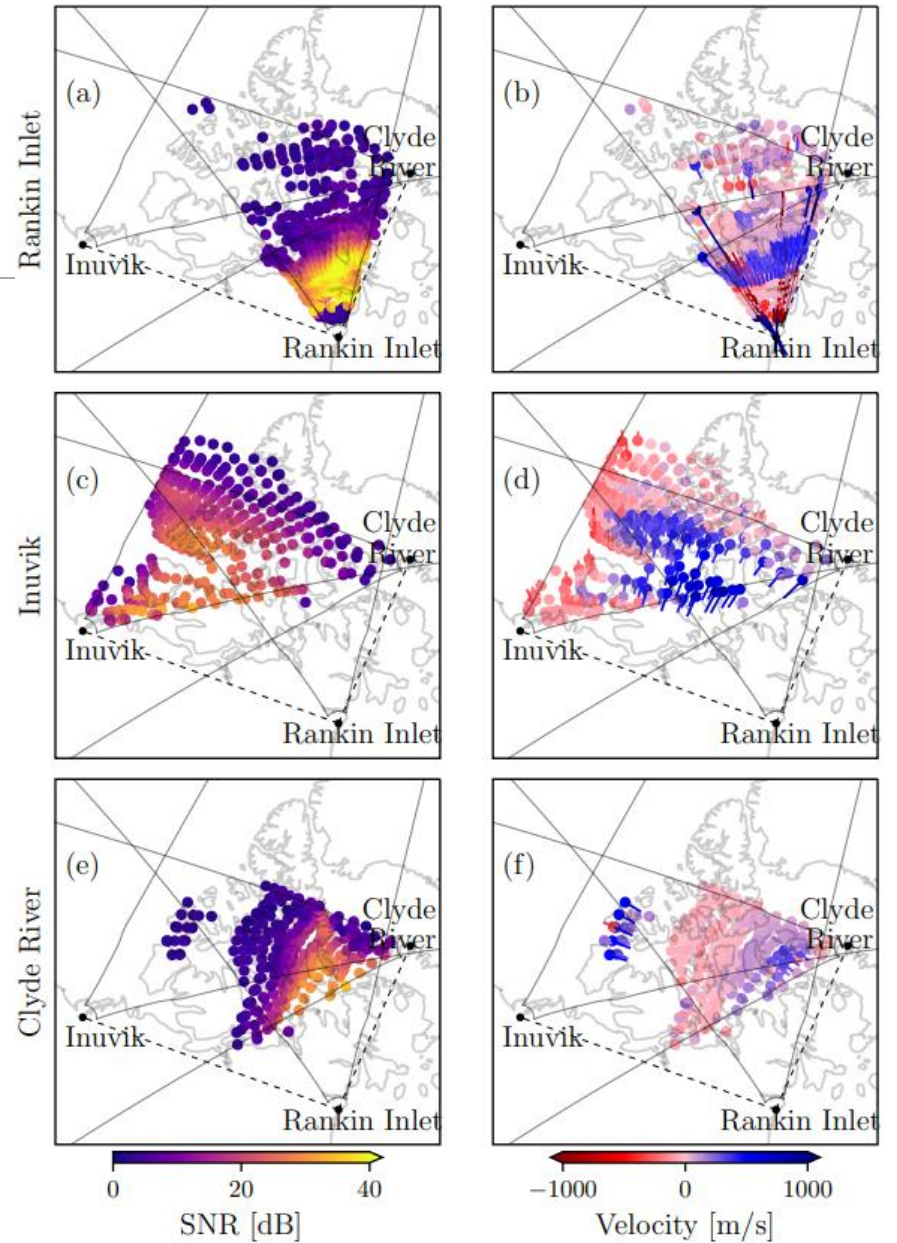 Rankin Inlet
(a)
Clyde
River
Inuvik
Rankin Inlet
(b)
Clyde
River
Inuvik
Rankin Inlet
Inuvik
(c)
Clyde
River
Inuvik
Rankin Inlet
(d)
Clyde
River
Inuvik
Rankin Inlet
Clyde River
(e)
Clyde
River
Inuvik
Rankin Inlet
(f)
Clyde
River
Inuvik
Rankin Inlet
0 20 40
SNR [dB]
−1000 0 1000
Velocity [m/s]